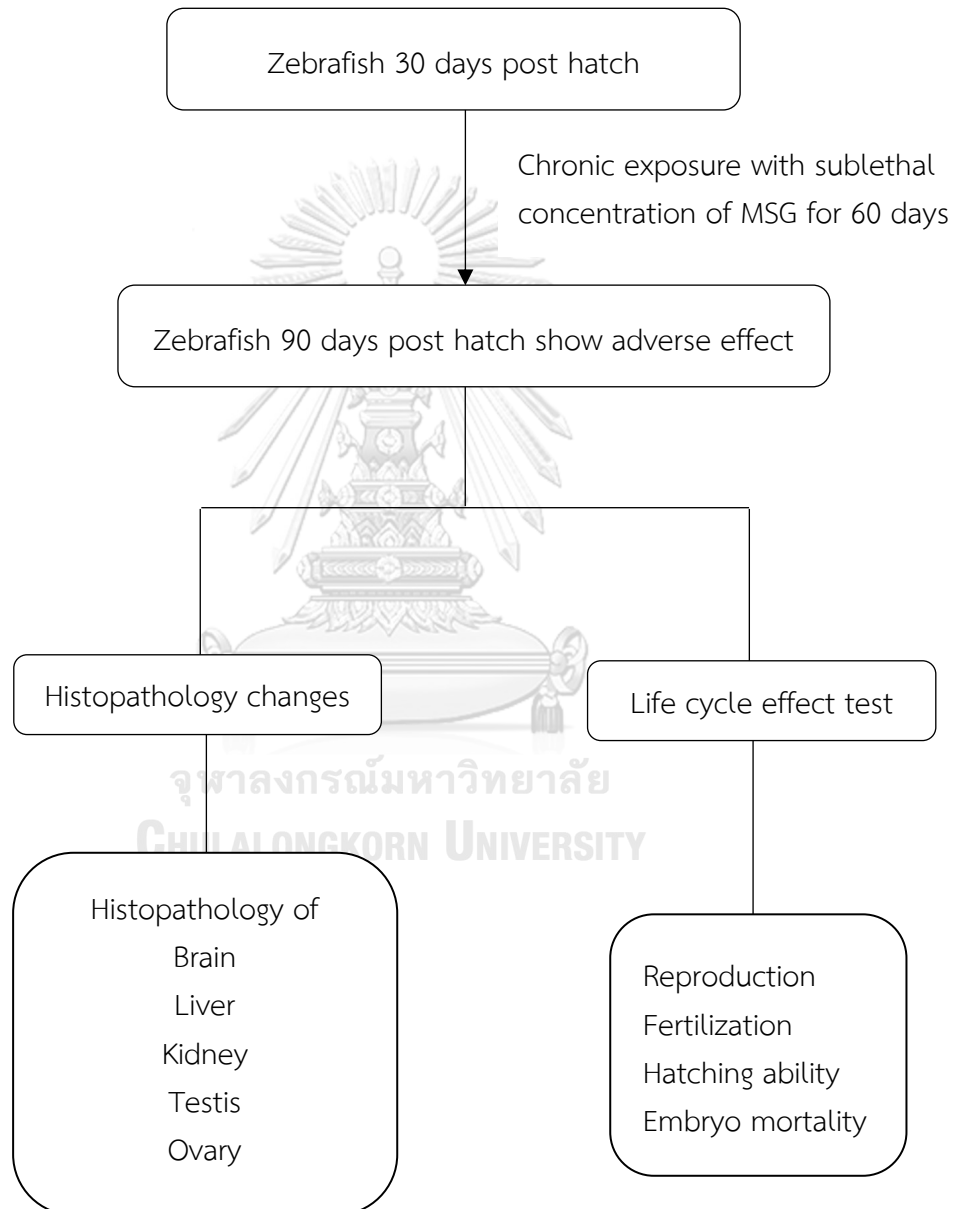 Zebrafish 30 days post hatch
Chronic exposure with sublethal
concentration of MSG for 60 days
Zebrafish 90 days post hatch show adverse effect
Histopathology changes
Life cycle effect test
จุฬาลงกรณ์มหาวิทยาลัย
CHULALONGKORN UNIVERSITY
Histopathology of
Brain
Liver
Kidney
Testis
Ovary
Reproduction
Fertilization
Hatching ability
Embryo mortality